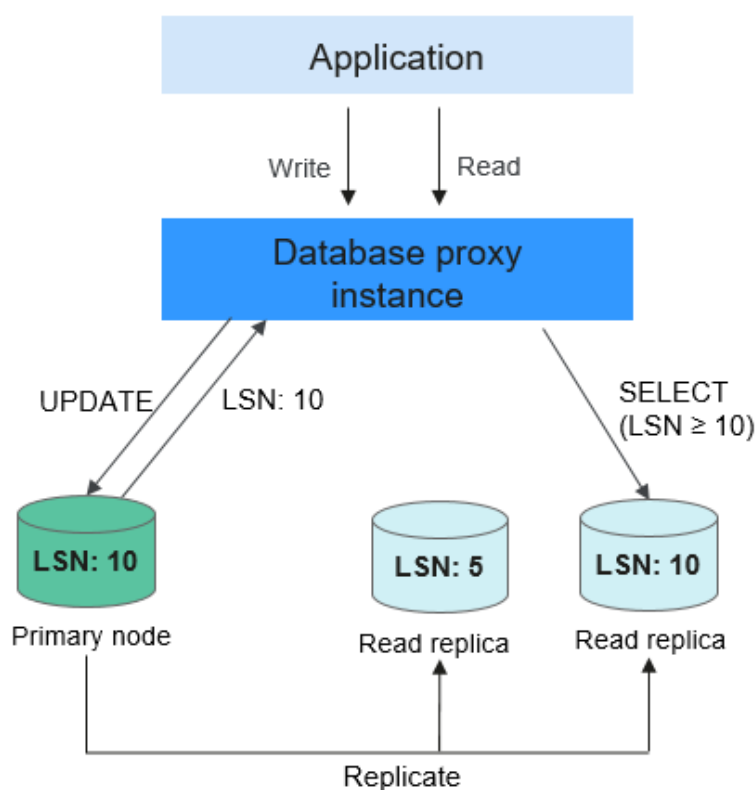 Application
Write
Read
Database proxy
instance
UPDATE
LSN: 10
SELECT
(LSN ≥ 10)
LSN: 10
LSN: 5
LSN: 10
Primary node
Read replica
Read replica
Replicate